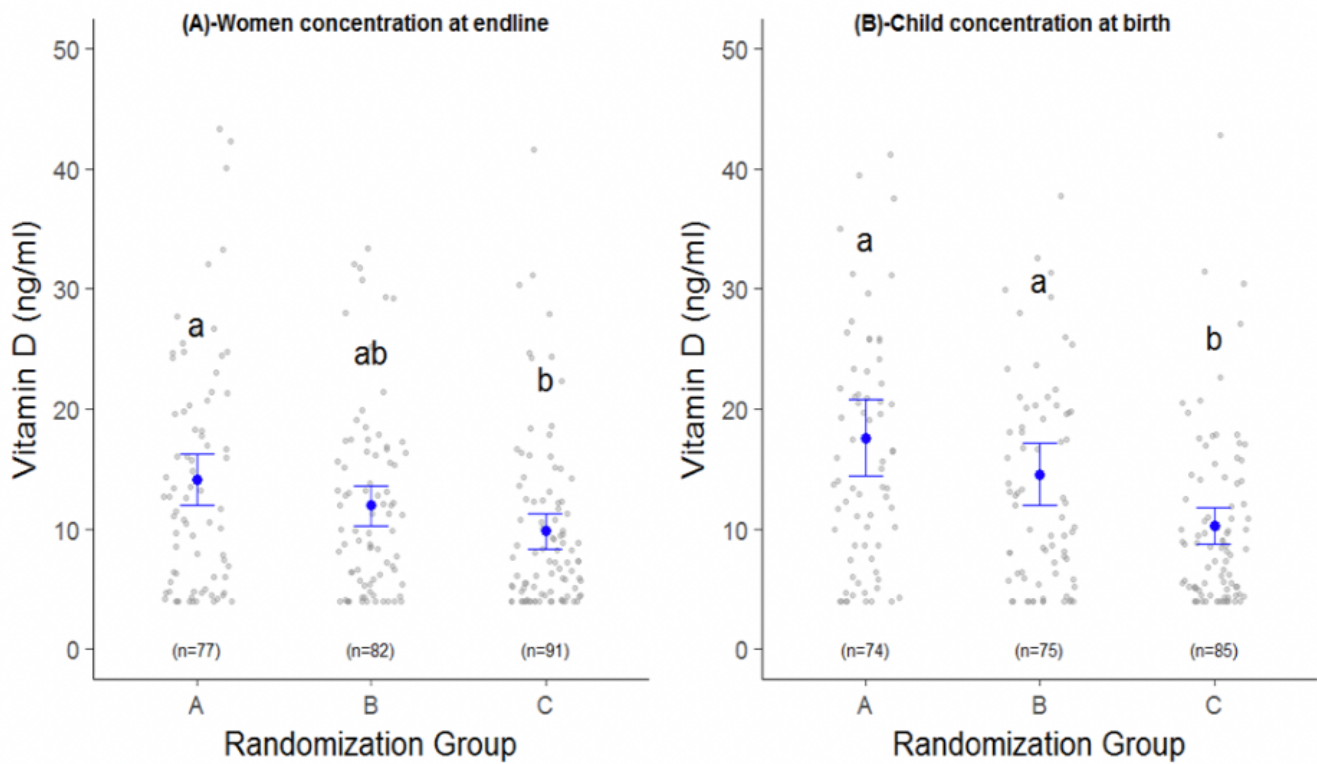 (A)-Women concentration at endline
50
40
30
20
10
0
Vitamin D (ng/ml)
a
ab
b
(n=77)
(n=82)
(n=91)
A
B
C
Randomization Group
(B)-Child concentration at birth
50
40
30
20
10
0
Vitamin D (ng/ml)
a
a
b
(n=74)
(n=75)
(n=85)
A
B
C
Randomization Group